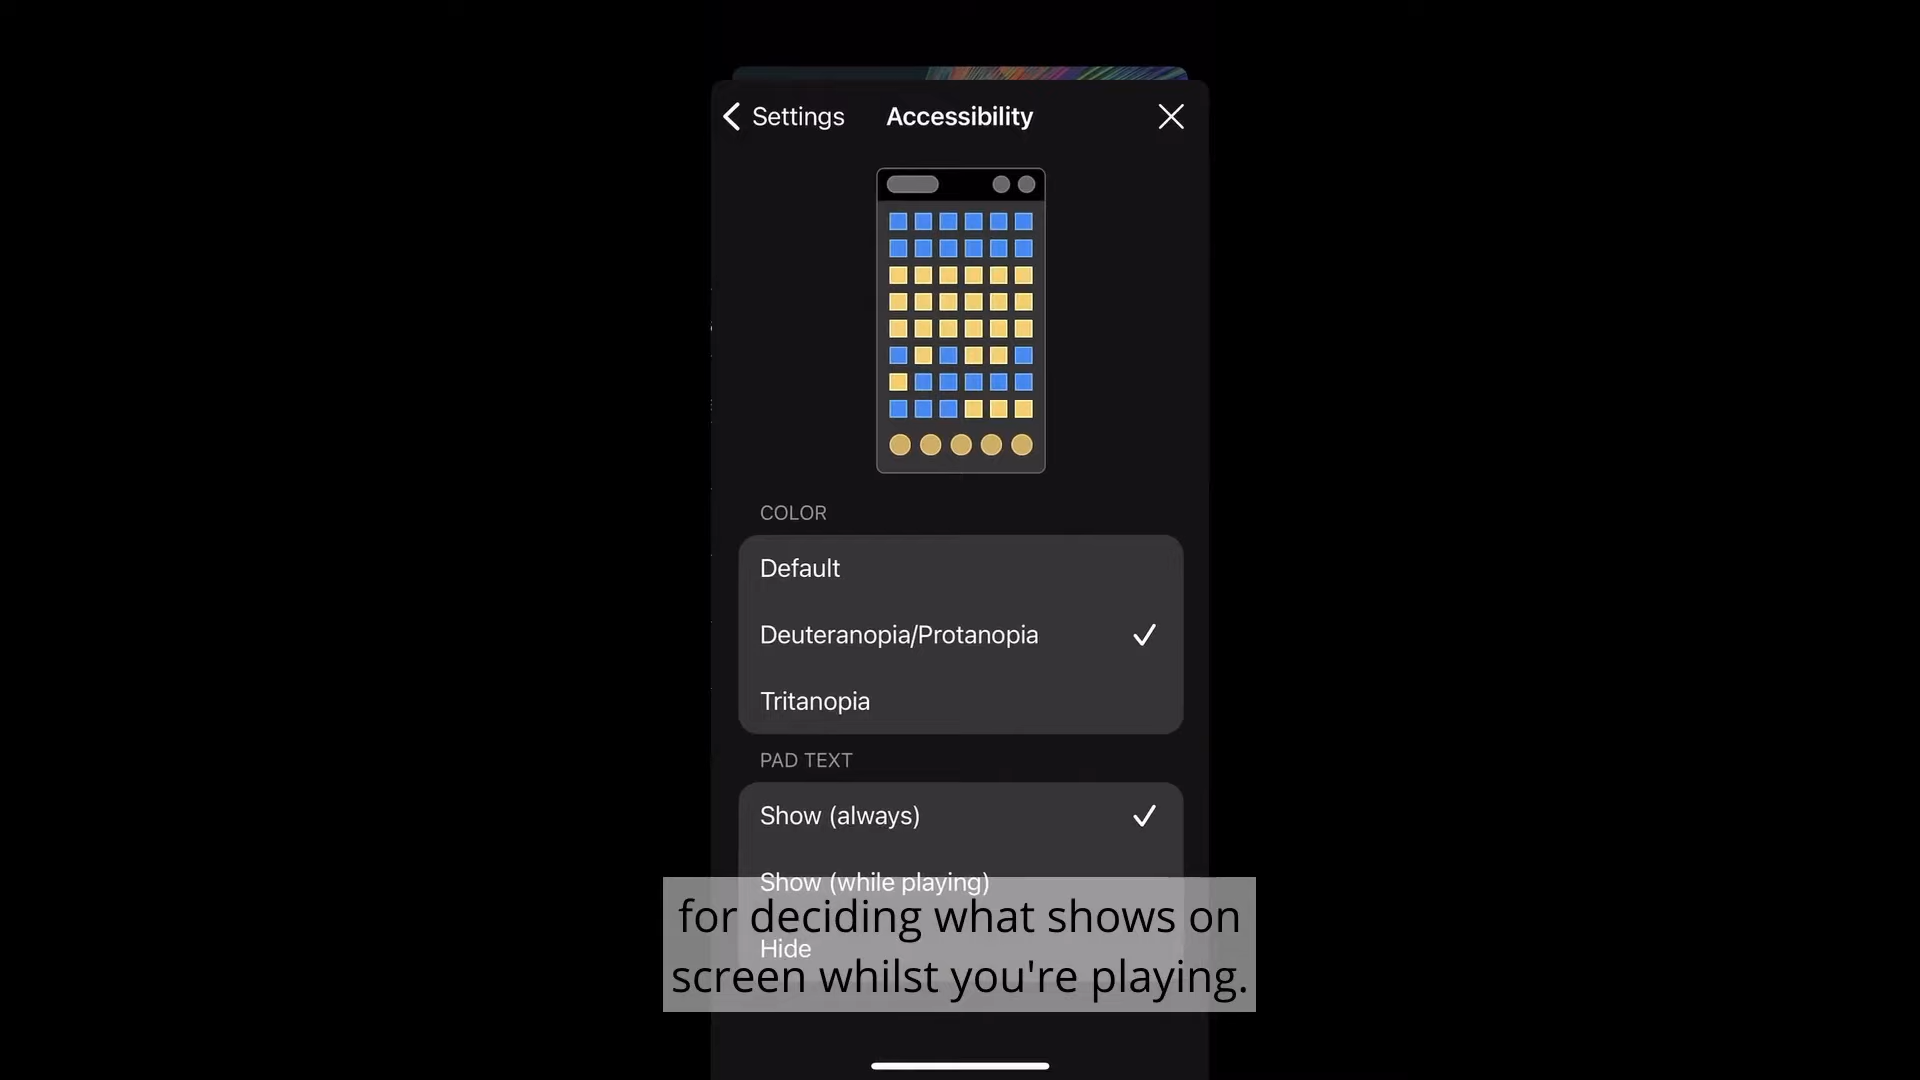 Settings
Accessibility
COLOR
Default
Deuteranopia/Protanopia
Tritanopia
PAD TEXT
Show (always)
Show (while playing)
Hide
for deciding what shows on
screen whilst you're playing.